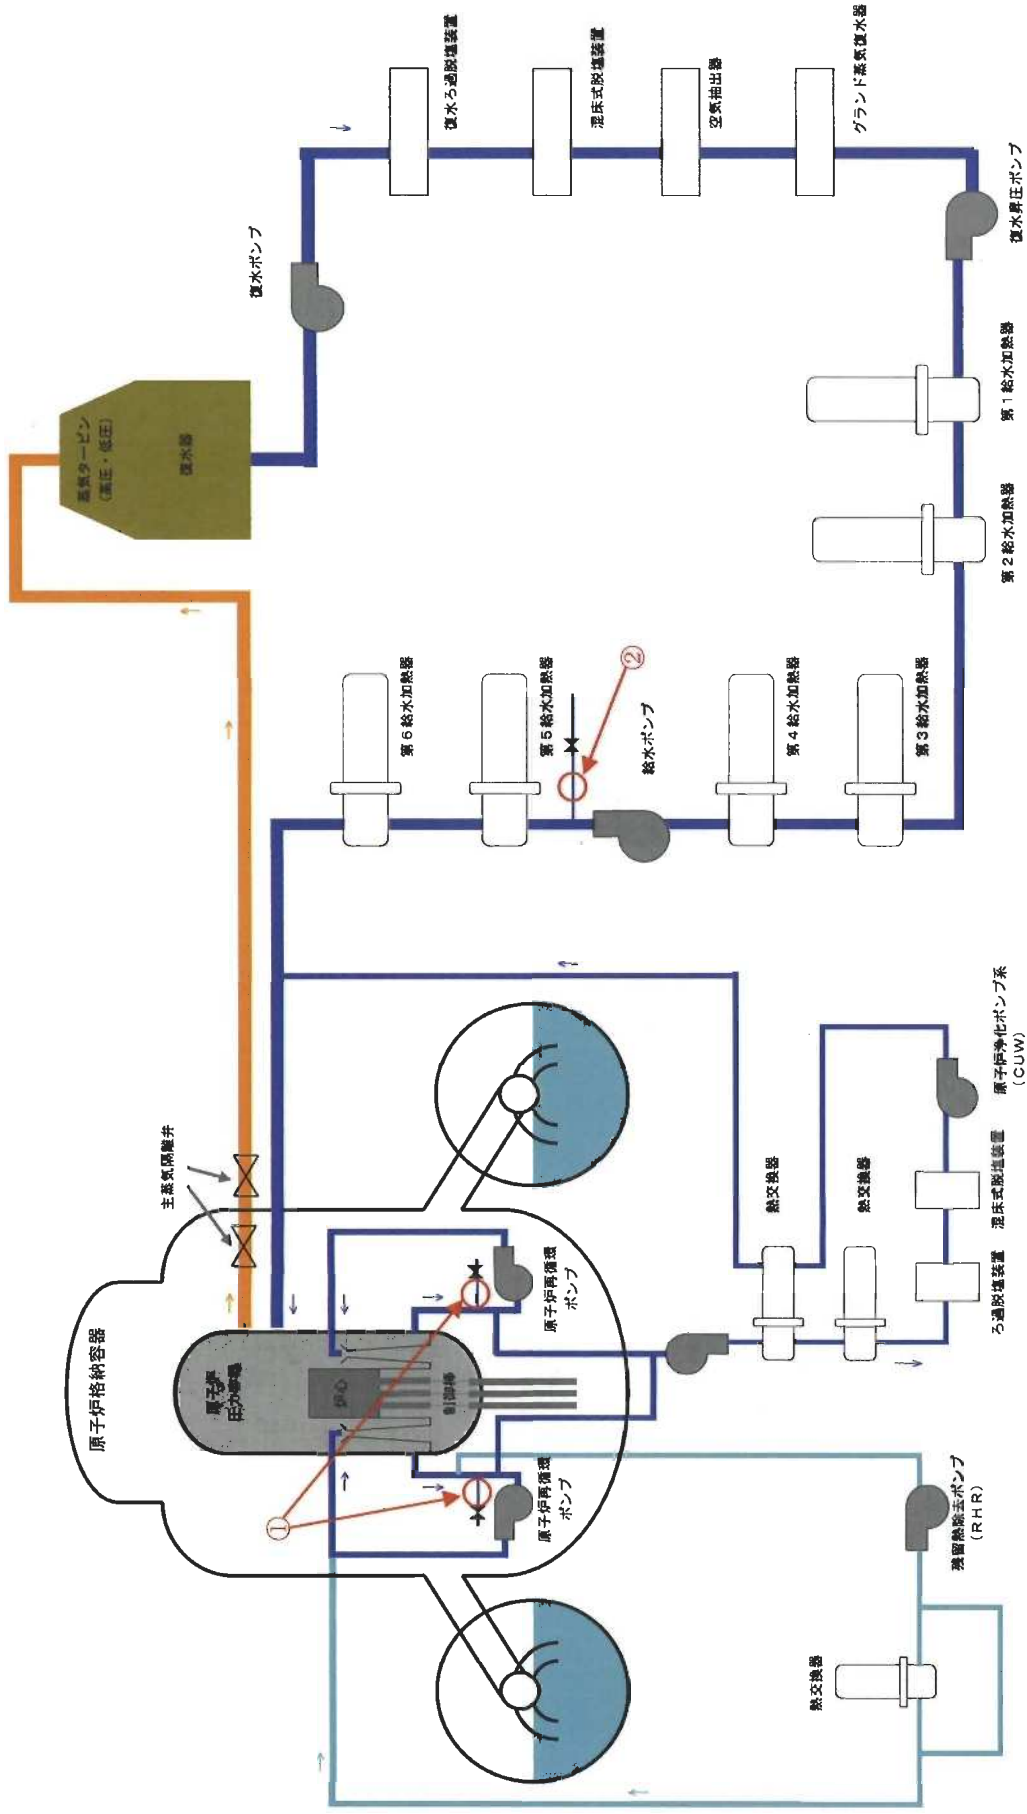 原子炉格納容器
主蒸気隔離弁
原子炉
圧力容器
炉心
制御棒
①
原子炉再循環
ポンプ
原子炉再循環
ポンプ
蒸気タービン
(高圧・低圧)
復水器
復水ポンプ
復水ろ過脱塩装置
混床式脱塩装置
空気抽出器
グランド蒸気復水器
復水昇圧ポンプ
第1給水加熱器
第2給水加熱器
第3給水加熱器
第4給水加熱器
給水ポンプ
②
第5給水加熱器
第6給水加熱器
熱交換器
熱交換器
ろ過脱塩装置
混床式脱塩装置
原子炉浄化ポンプ系
(CUW)
残留熱除去ポンプ
(RHR)
熱交換器